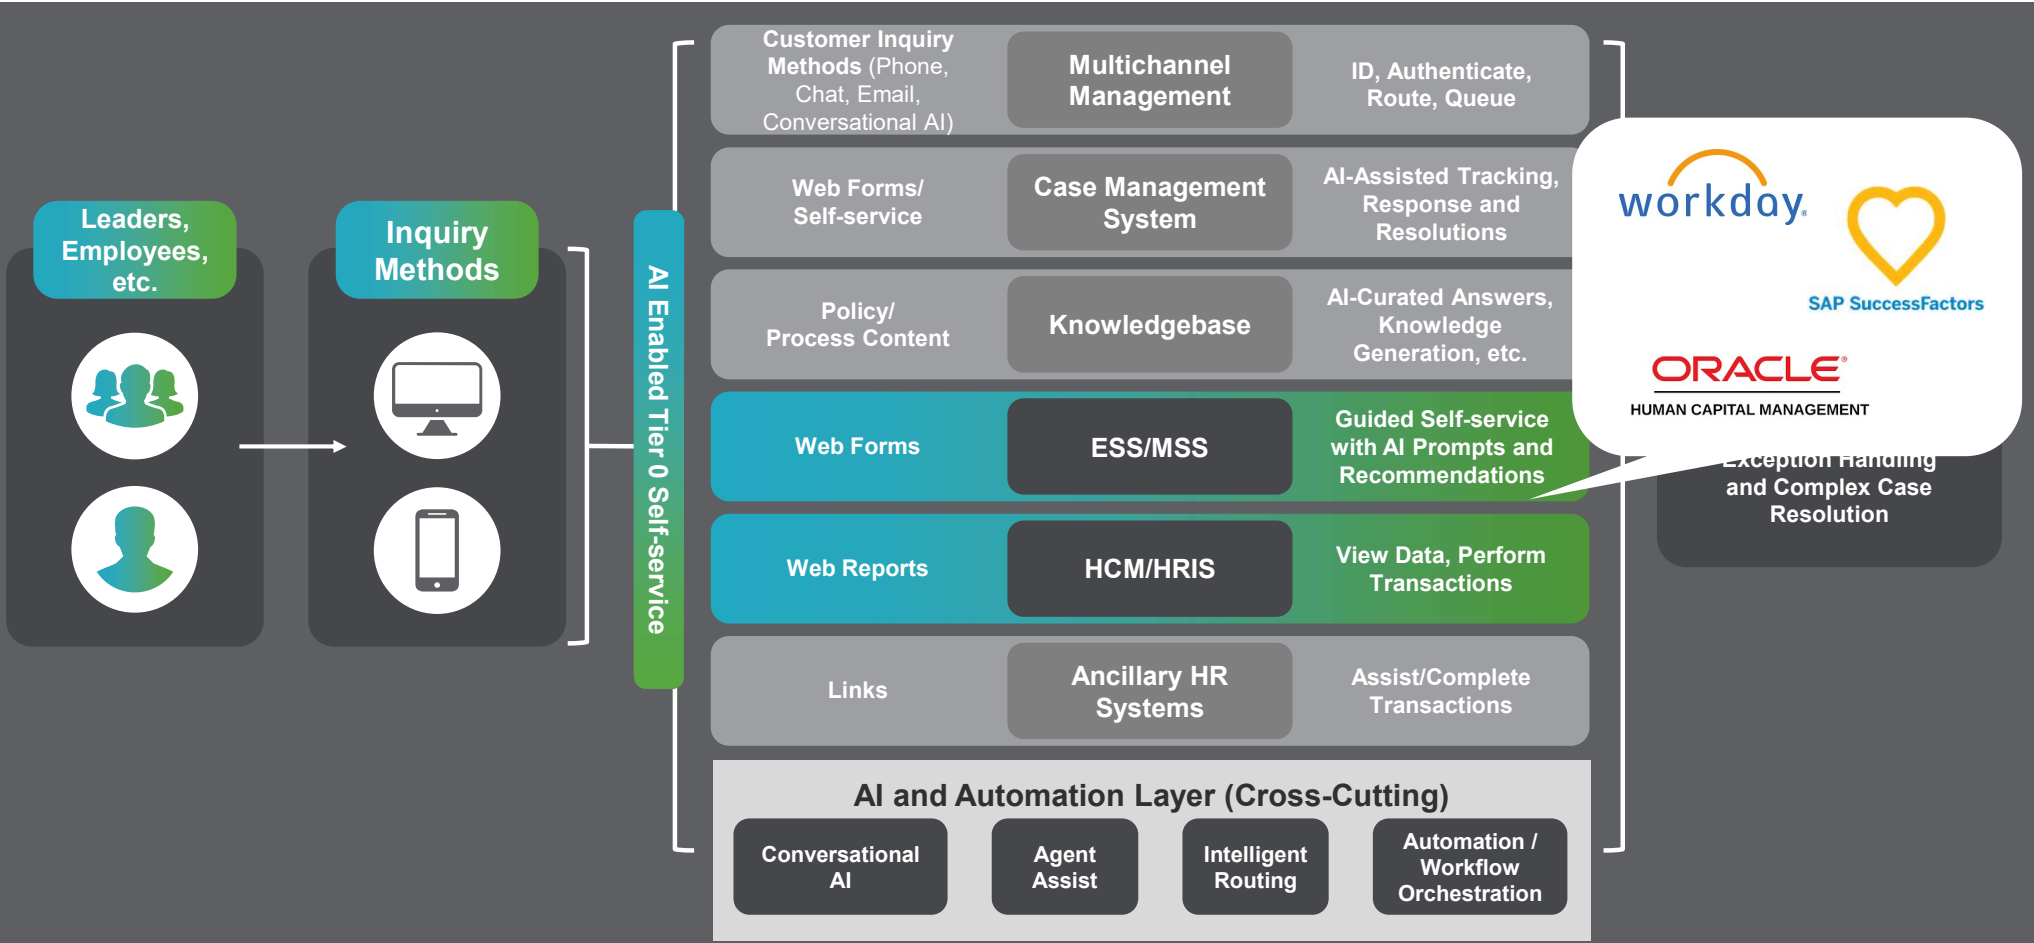 Leaders,
Employees,
etc.
Inquiry
Methods
AI Enabled Tier 0 Self-service
Customer Inquiry
Methods (Phone,
Chat, Email,
Conversational AI)
Multichannel
Management
ID, Authenticate,
Route, Queue
Web Forms/
Self-service
Case Management
System
AI-Assisted Tracking,
Response and
Resolutions
Policy/
Process Content
Knowledgebase
AI-Curated Answers,
Knowledge
Generation, etc.
Web Forms
ESS/MSS
Guided Self-service
with AI Prompts and
Recommendations
Web Reports
HCM/HRIS
View Data, Perform
Transactions
Links
Ancillary HR
Systems
Assist/Complete
Transactions
AI and Automation Layer (Cross-Cutting)
Conversational
AI
Agent
Assist
Intelligent
Routing
Automation /
Workflow
Orchestration
workday®
SAP SuccessFactors
ORACLE®
HUMAN CAPITAL MANAGEMENT
Exception Handling
and Complex Case
Resolution